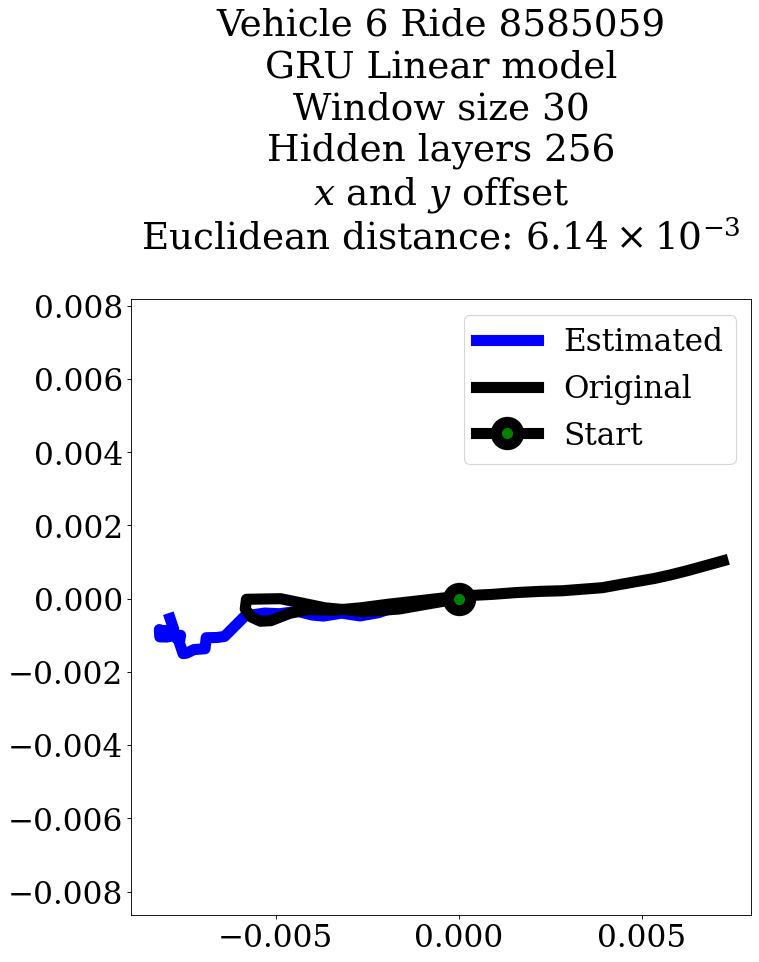 Vehicle 6 Ride 8585059
GRU Linear model
Window size 30
Hidden layers 256
x and y offset
Euclidean distance: 6.14 × 10⁻³
0.008
0.006
0.004
0.002
0.000
−0.002
−0.004
−0.006
−0.008
Estimated
Original
Start
−0.005 0.000 0.005